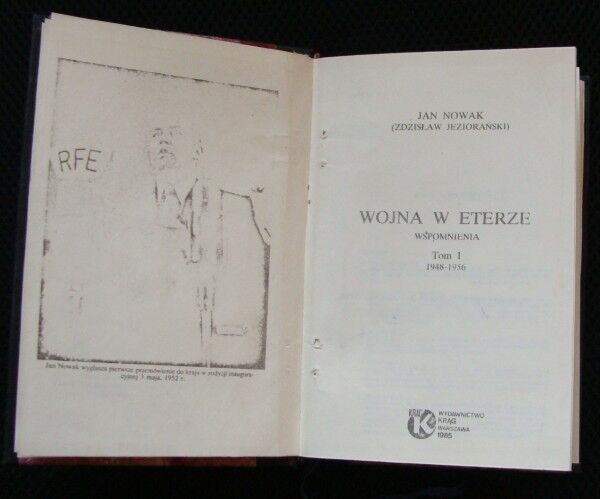 RFE
Jan Nowak wygłasza pierwsze przemówienie do kraju w audycji inaugura-
cyjnej 3 maja, 1952 r.
JAN NOWAK
(ZDZISŁAW JEZIORAŃSKI)
WOJNA W ETERZE
WSPOMNIENIA
Tom I
1948-1956
KRĄG
WYDAWNICTWO
KRĄG
WARSZAWA
1985